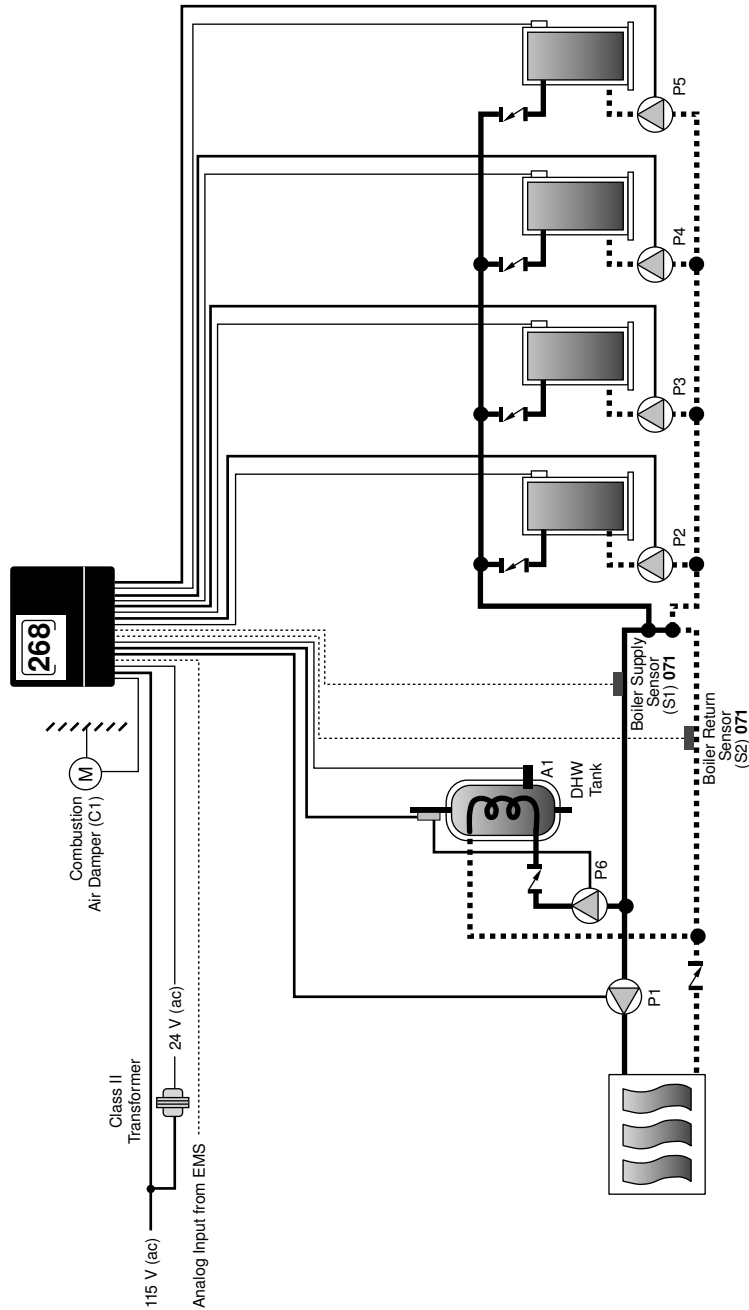 268
Combustion
Air Damper (C1)
M
Class II
Transformer
24 V (ac)
115 V (ac)
Analog Input from EMS
P5
P4
P3
P2
Boiler Supply
Sensor
(S1) 071
Boiler Return
Sensor
(S2) 071
A1
DHW
Tank
P6
P1